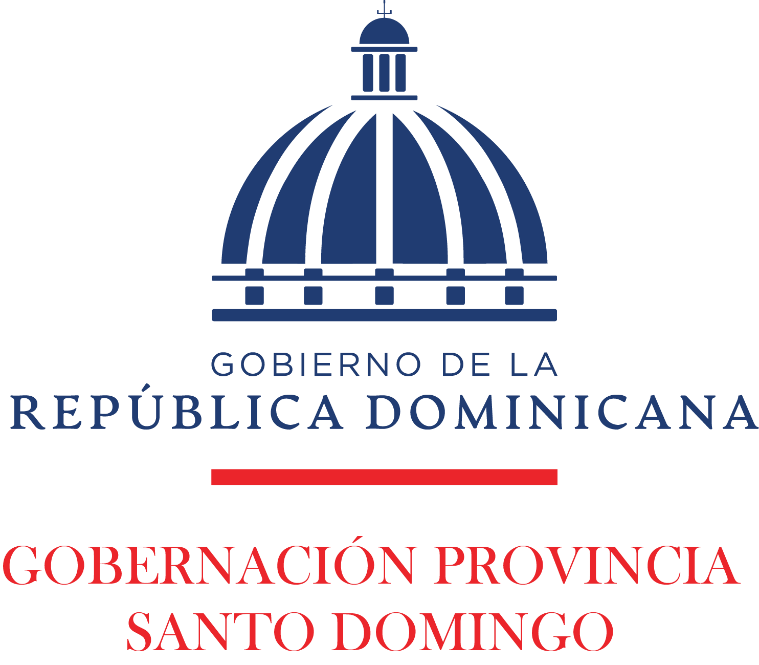 GOBIERNO DE LA
REPÚBLICA DOMINICANA
GOBERNACIÓN PROVINCIA
SANTO DOMINGO